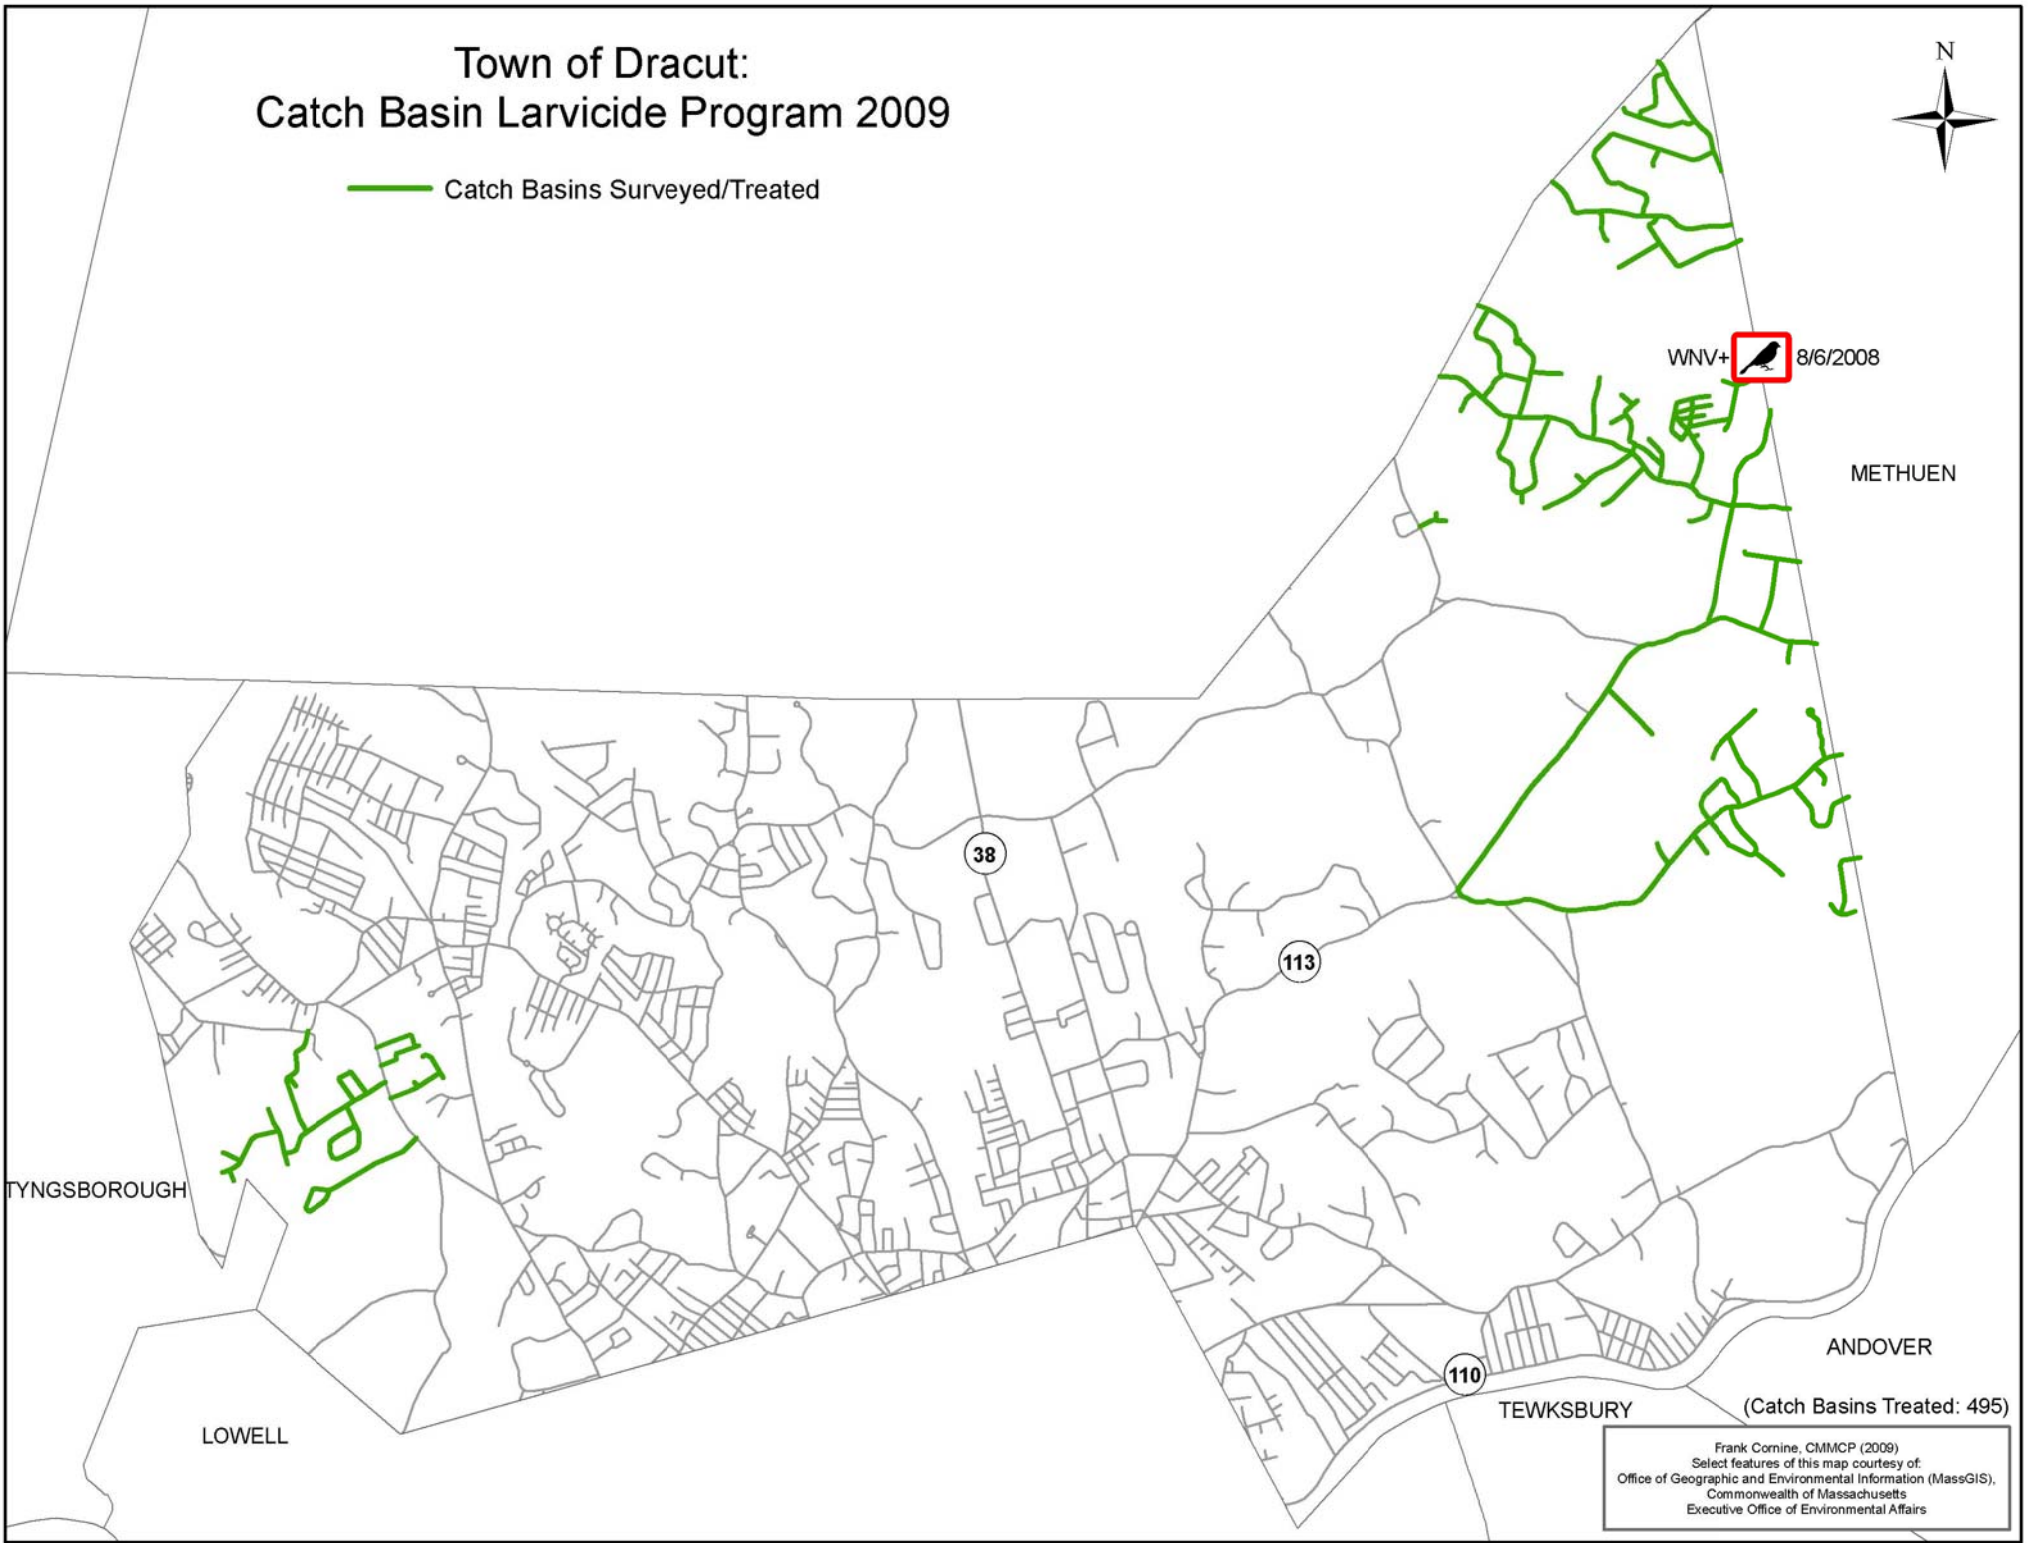 Town of Dracut:
Catch Basin Larvicide Program 2009
Catch Basins Surveyed/Treated
N
WNV+ 8/6/2008
METHUEN
38
113
TYNGSBOROUGH
ANDOVER
110
TEWKSBURY
(Catch Basins Treated: 495)
LOWELL
Frank Cornine, CMMCP (2009)
Select features of this map courtesy of:
Office of Geographic and Environmental Information (MassGIS),
Commonwealth of Massachusetts
Executive Office of Environmental Affairs